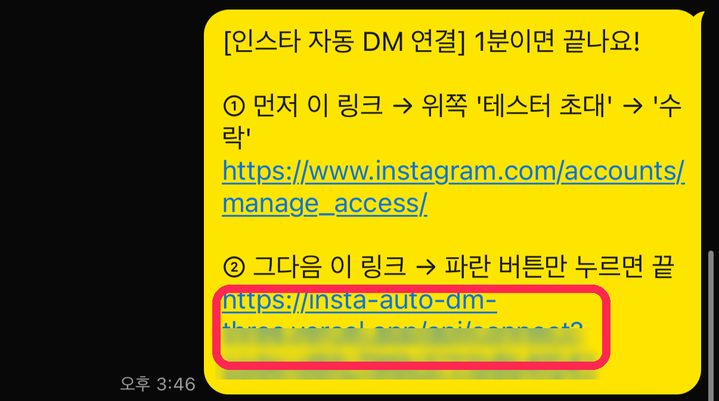 [인스타 자동 DM 연결] 1분이면 끝나요!
① 먼저 이 링크 → 위쪽 '테스터 초대' → '수
락'
https://www.instagram.com/accounts/
manage_access/
② 그다음 이 링크 → 파란 버튼만 누르면 끝
https://insta-auto-dm-
오후 3:46